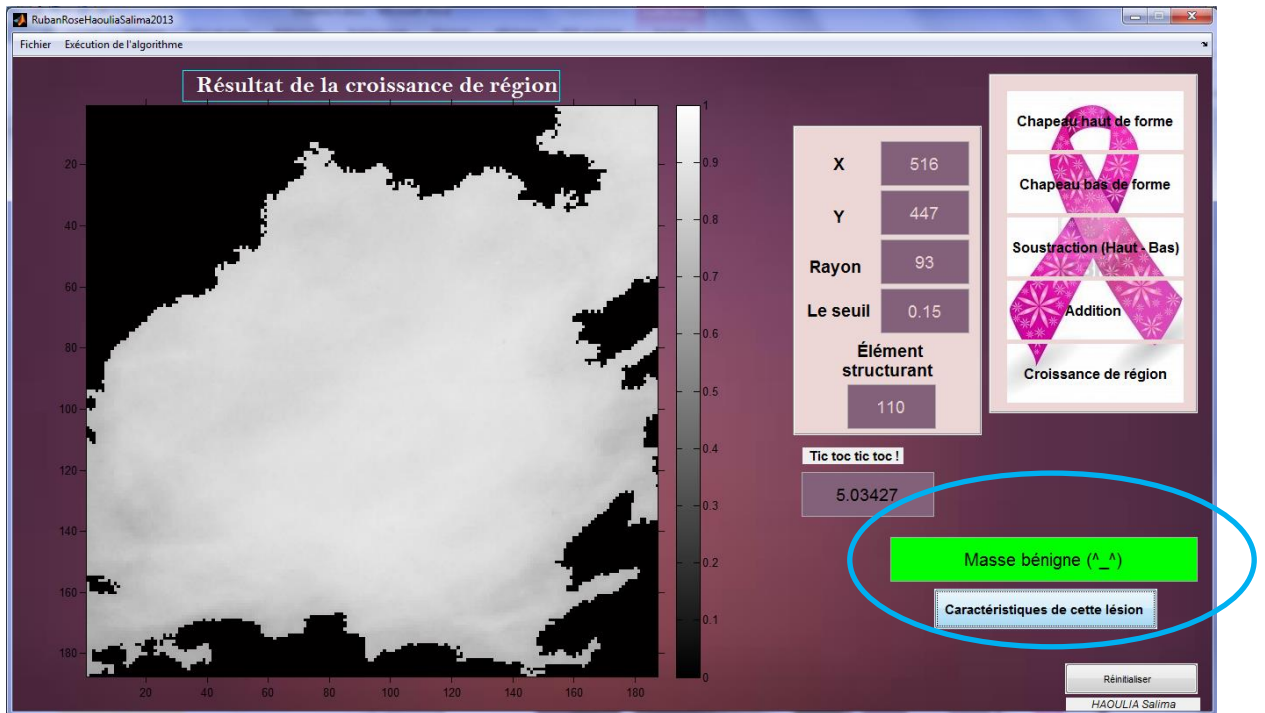 RubanRoseHaouliaSalima2013
Fichier Exécution de l'algorithme
Résultat de la croissance de région
20
40
60
80
100
120
140
160
180
20 40 60 80 100 120 140 160 180
1
0.9
0.8
0.7
0.6
0.5
0.4
0.3
0.2
0.1
0
X 516
Y 447
Rayon 93
Le seuil 0.15
Élément
structurant
110
Chapeau haut de forme
Chapeau bas de forme
Soustraction (Haut - Bas)
Addition
Croissance de région
Tic toc tic toc !
5.03427
Masse bénigne (^_^)
Caractéristiques de cette lésion
Réinitialiser
HAOULIA Salima